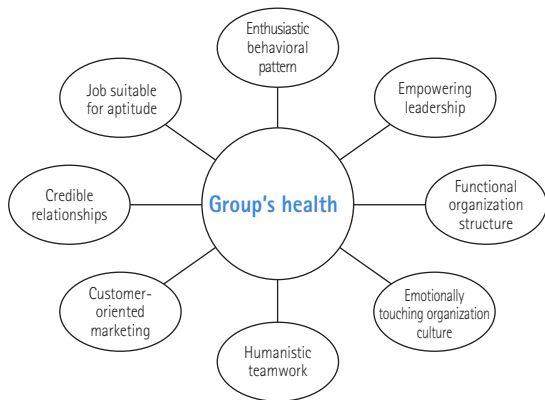 Enthusiastic
behavioral
pattern
Job suitable
for aptitude
Empowering
leadership
Credible
relationships
Group's health
Functional
organization
structure
Customer-
oriented
marketing
Emotionally
touching organization
culture
Humanistic
teamwork